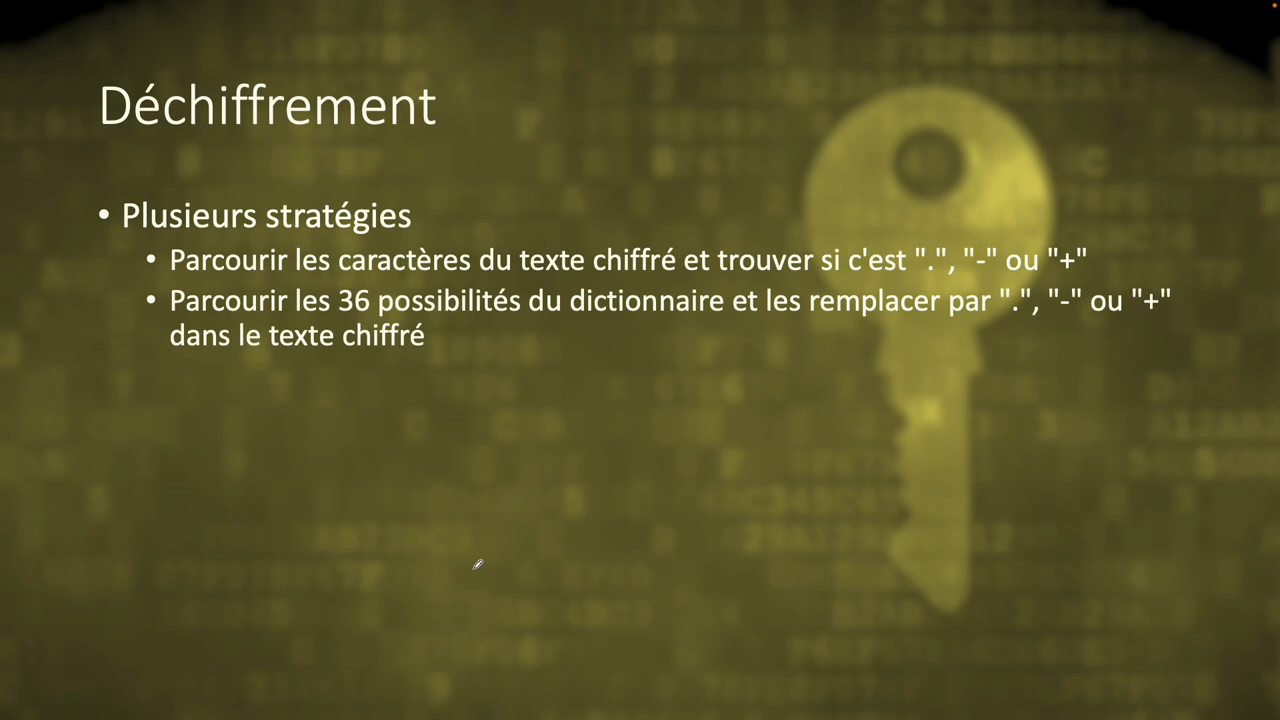 Déchiffrement
• Plusieurs stratégies
• Parcourir les caractères du texte chiffré et trouver si c'est ".", "-" ou "+"
• Parcourir les 36 possibilités du dictionnaire et les remplacer par ".", "-" ou "+"
dans le texte chiffré